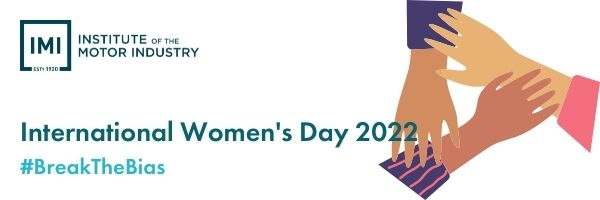 IMI
ESTD 1920
INSTITUTE OF THE
MOTOR INDUSTRY
International Women's Day 2022
#BreakTheBias